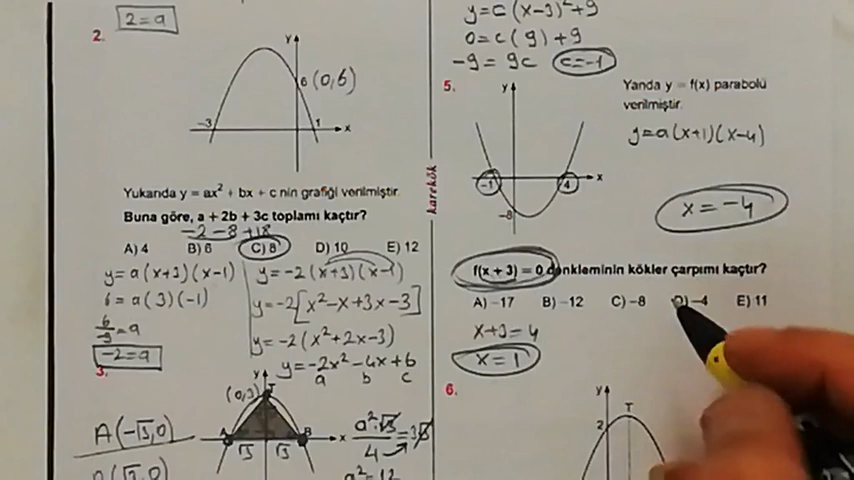 2 = a
2.
y
6 (0,6)
-3
1
x
Yukarıda y = ax² + bx + c nin grafiği verilmiştir.
Buna göre, a + 2b + 3c toplamı kaçtır?
-2-8+18
A) 4 B) 6 C) 8 D) 10 E) 12
y=a(x+3)(x-1)
6=a(3)(-1)
-2=a
y=-2(x+3)(x-1)
y=-2[x²-x+3x-3]
y=-2(x²+2x-3)
y=-2x²-4x+6
a b c
3.
y
(0,3) T
A B x
√3 √3
A(-√3,0)
a²·√3
4
=3√3
a²=12
karekök
y=c(x-3)²+9
0=c(9)+9
-9=9c c=-1
5.
Yanda y = f(x) parabolü
verilmiştir.
y=a(x+1)(x-4)
y
-1
4
x
-8
x=-4
f(x + 3) = 0 denkleminin kökler çarpımı kaçtır?
A) -17 B) -12 C) -8 D) -4 E) 11
x+3=4
x=1
6.
y
2
T